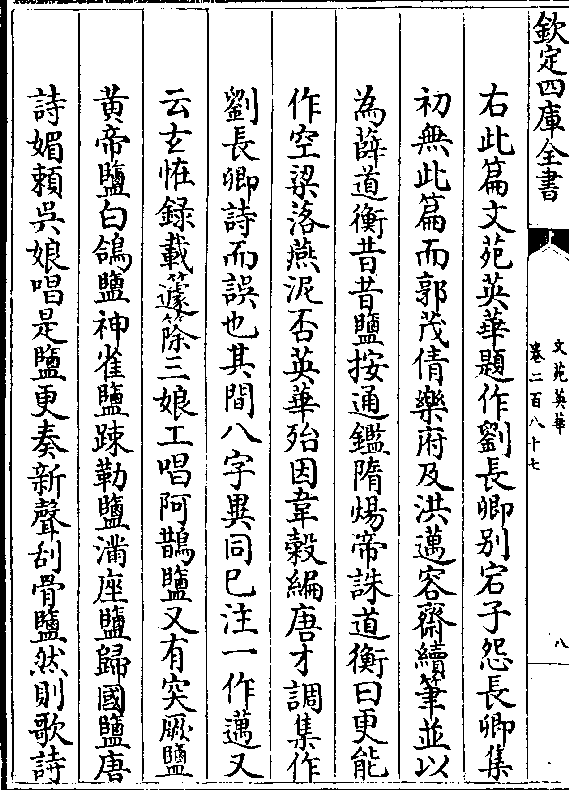 欽定四庫全書
文苑英華
卷二百八十七
八
右此篇文苑英華題作劉長卿别宕子怨長卿集
初無此篇而郭茂倩樂府及洪邁容齋續筆並以
為薛道衡昔昔鹽按通鑑隋煬帝誅道衡曰更能
作空梁落燕泥否英華殆因韋縠編唐才調集作
劉長卿詩而誤也其間八字異同已注一作邁又
云玄怪録載籧篨三娘工唱阿鵲鹽又有突厥鹽
黄帝鹽白鴿鹽神雀鹽踈勒鹽滿座鹽歸國鹽唐
詩媚頼吳娘唱是鹽更奏新聲刮骨鹽然則歌詩